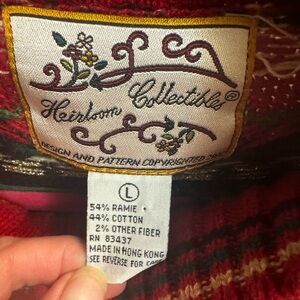 Heirloom Collectibles®
DESIGN AND PATTERN COPYRIGHTED
L
54% RAMIE
44% COTTON
2% OTHER FIBER
RN 83437
MADE IN HONG KONG
SEE REVERSE FOR CARE